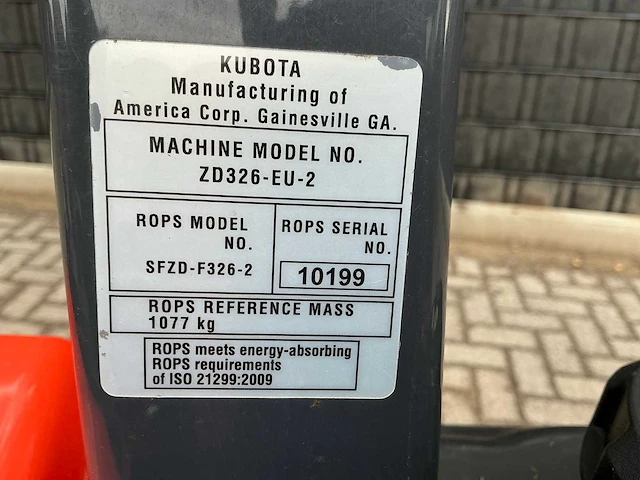 KUBOTA
Manufacturing of
America Corp. Gainesville GA.
MACHINE MODEL NO.
ZD326-EU-2
ROPS MODEL
NO.
SFZD-F326-2
ROPS SERIAL
NO.
10199
ROPS REFERENCE MASS
1077 kg
ROPS meets energy-absorbing
ROPS requirements
of ISO 21299:2009